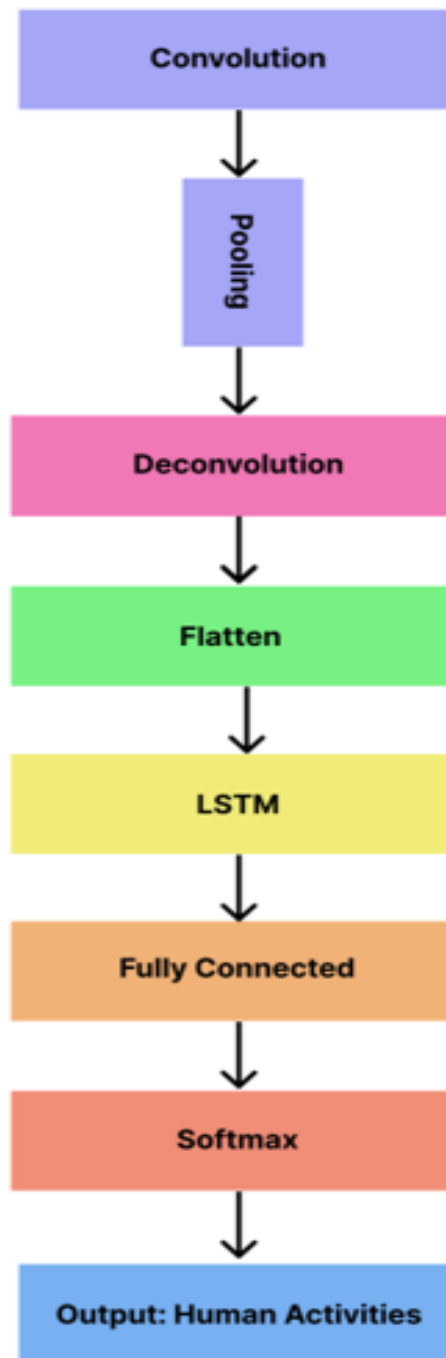 Convolution
Pooling
Deconvolution
Flatten
LSTM
Fully Connected
Softmax
Output: Human Activities